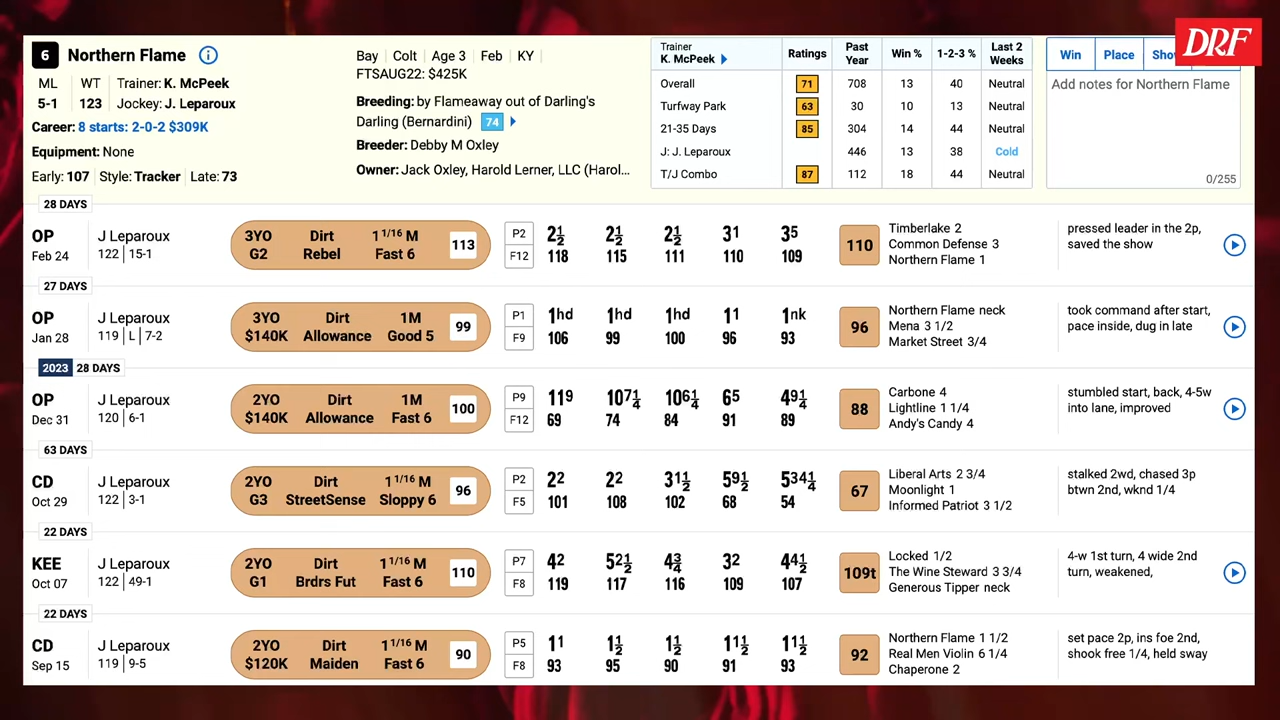 DRF
6 Northern Flame
ML WT Trainer: K. McPeek
5-1 123 Jockey: J. Leparoux
Career: 8 starts: 2-0-2 $309K
Equipment: None
Early: 107 Style: Tracker Late: 73
Bay Colt Age 3 Feb KY
FTSAUG22: $425K
Breeding: by Flameaway out of Darling's
Darling (Bernardini) 74
Breeder: Debby M Oxley
Owner: Jack Oxley, Harold Lerner, LLC (Harol...
Trainer K. McPeek Ratings Past Year Win % 1-2-3 % Last 2 Weeks
Overall 71 708 13 40 Neutral
Turfway Park 63 30 10 13 Neutral
21-35 Days 85 304 14 44 Neutral
J: J. Leparoux 446 13 38 Cold
T/J Combo 87 112 18 44 Neutral
Win Place
Add notes for Northern Flame
0/255
28 DAYS
OP J Leparoux 3YO Dirt 1 1/16 M 113 P2 2½ 2½ 2½ 3¹ 3⁵ 110 Timberlake 2 pressed leader in the 2p,
Feb 24 122 15-1 G2 Rebel Fast 6 F12 118 115 111 110 109 Common Defense 3 saved the show
Northern Flame 1
27 DAYS
OP J Leparoux 3YO Dirt 1M 99 P1 1hd 1hd 1hd 1¹ 1nk 96 Northern Flame neck took command after start,
Jan 28 119 L 7-2 $140K Allowance Good 5 F9 106 99 100 96 93 Mena 3 1/2 pace inside, dug in late
Market Street 3/4
2023 28 DAYS
OP J Leparoux 2YO Dirt 1M 100 P9 11⁹ 10⁷¼ 10⁶¼ 6⁵ 4⁹¼ 88 Carbone 4 stumbled start, back, 4-5w
Dec 31 120 6-1 $140K Allowance Fast 6 F12 69 74 84 91 89 Lightline 1 1/4 into lane, improved
Andy's Candy 4
63 DAYS
CD J Leparoux 2YO Dirt 1 1/16 M 96 P2 2² 2² 3¹½ 5⁹½ 5³⁴¼ 67 Liberal Arts 2 3/4 stalked 2wd, chased 3p
Oct 29 122 3-1 G3 StreetSense Sloppy 6 F5 101 108 102 68 54 Moonlight 1 btwn 2nd, wknd 1/4
Informed Patriot 3 1/2
22 DAYS
KEE J Leparoux 2YO Dirt 1 1/16 M 110 P7 4² 5²½ 4¾ 3² 4⁴½ 109t Locked 1/2 4-w 1st turn, 4 wide 2nd
Oct 07 122 49-1 G1 Brdrs Fut Fast 6 F8 119 117 116 109 107 The Wine Steward 3 3/4 turn, weakened,
Generous Tipper neck
22 DAYS
CD J Leparoux 2YO Dirt 1 1/16 M 90 P5 1¹ 1½ 1½ 1¹½ 1¹½ 92 Northern Flame 1 1/2 set pace 2p, ins foe 2nd,
Sep 15 119 9-5 $120K Maiden Fast 6 F8 93 95 90 91 93 Real Men Violin 6 1/4 shook free 1/4, held sway
Chaperone 2